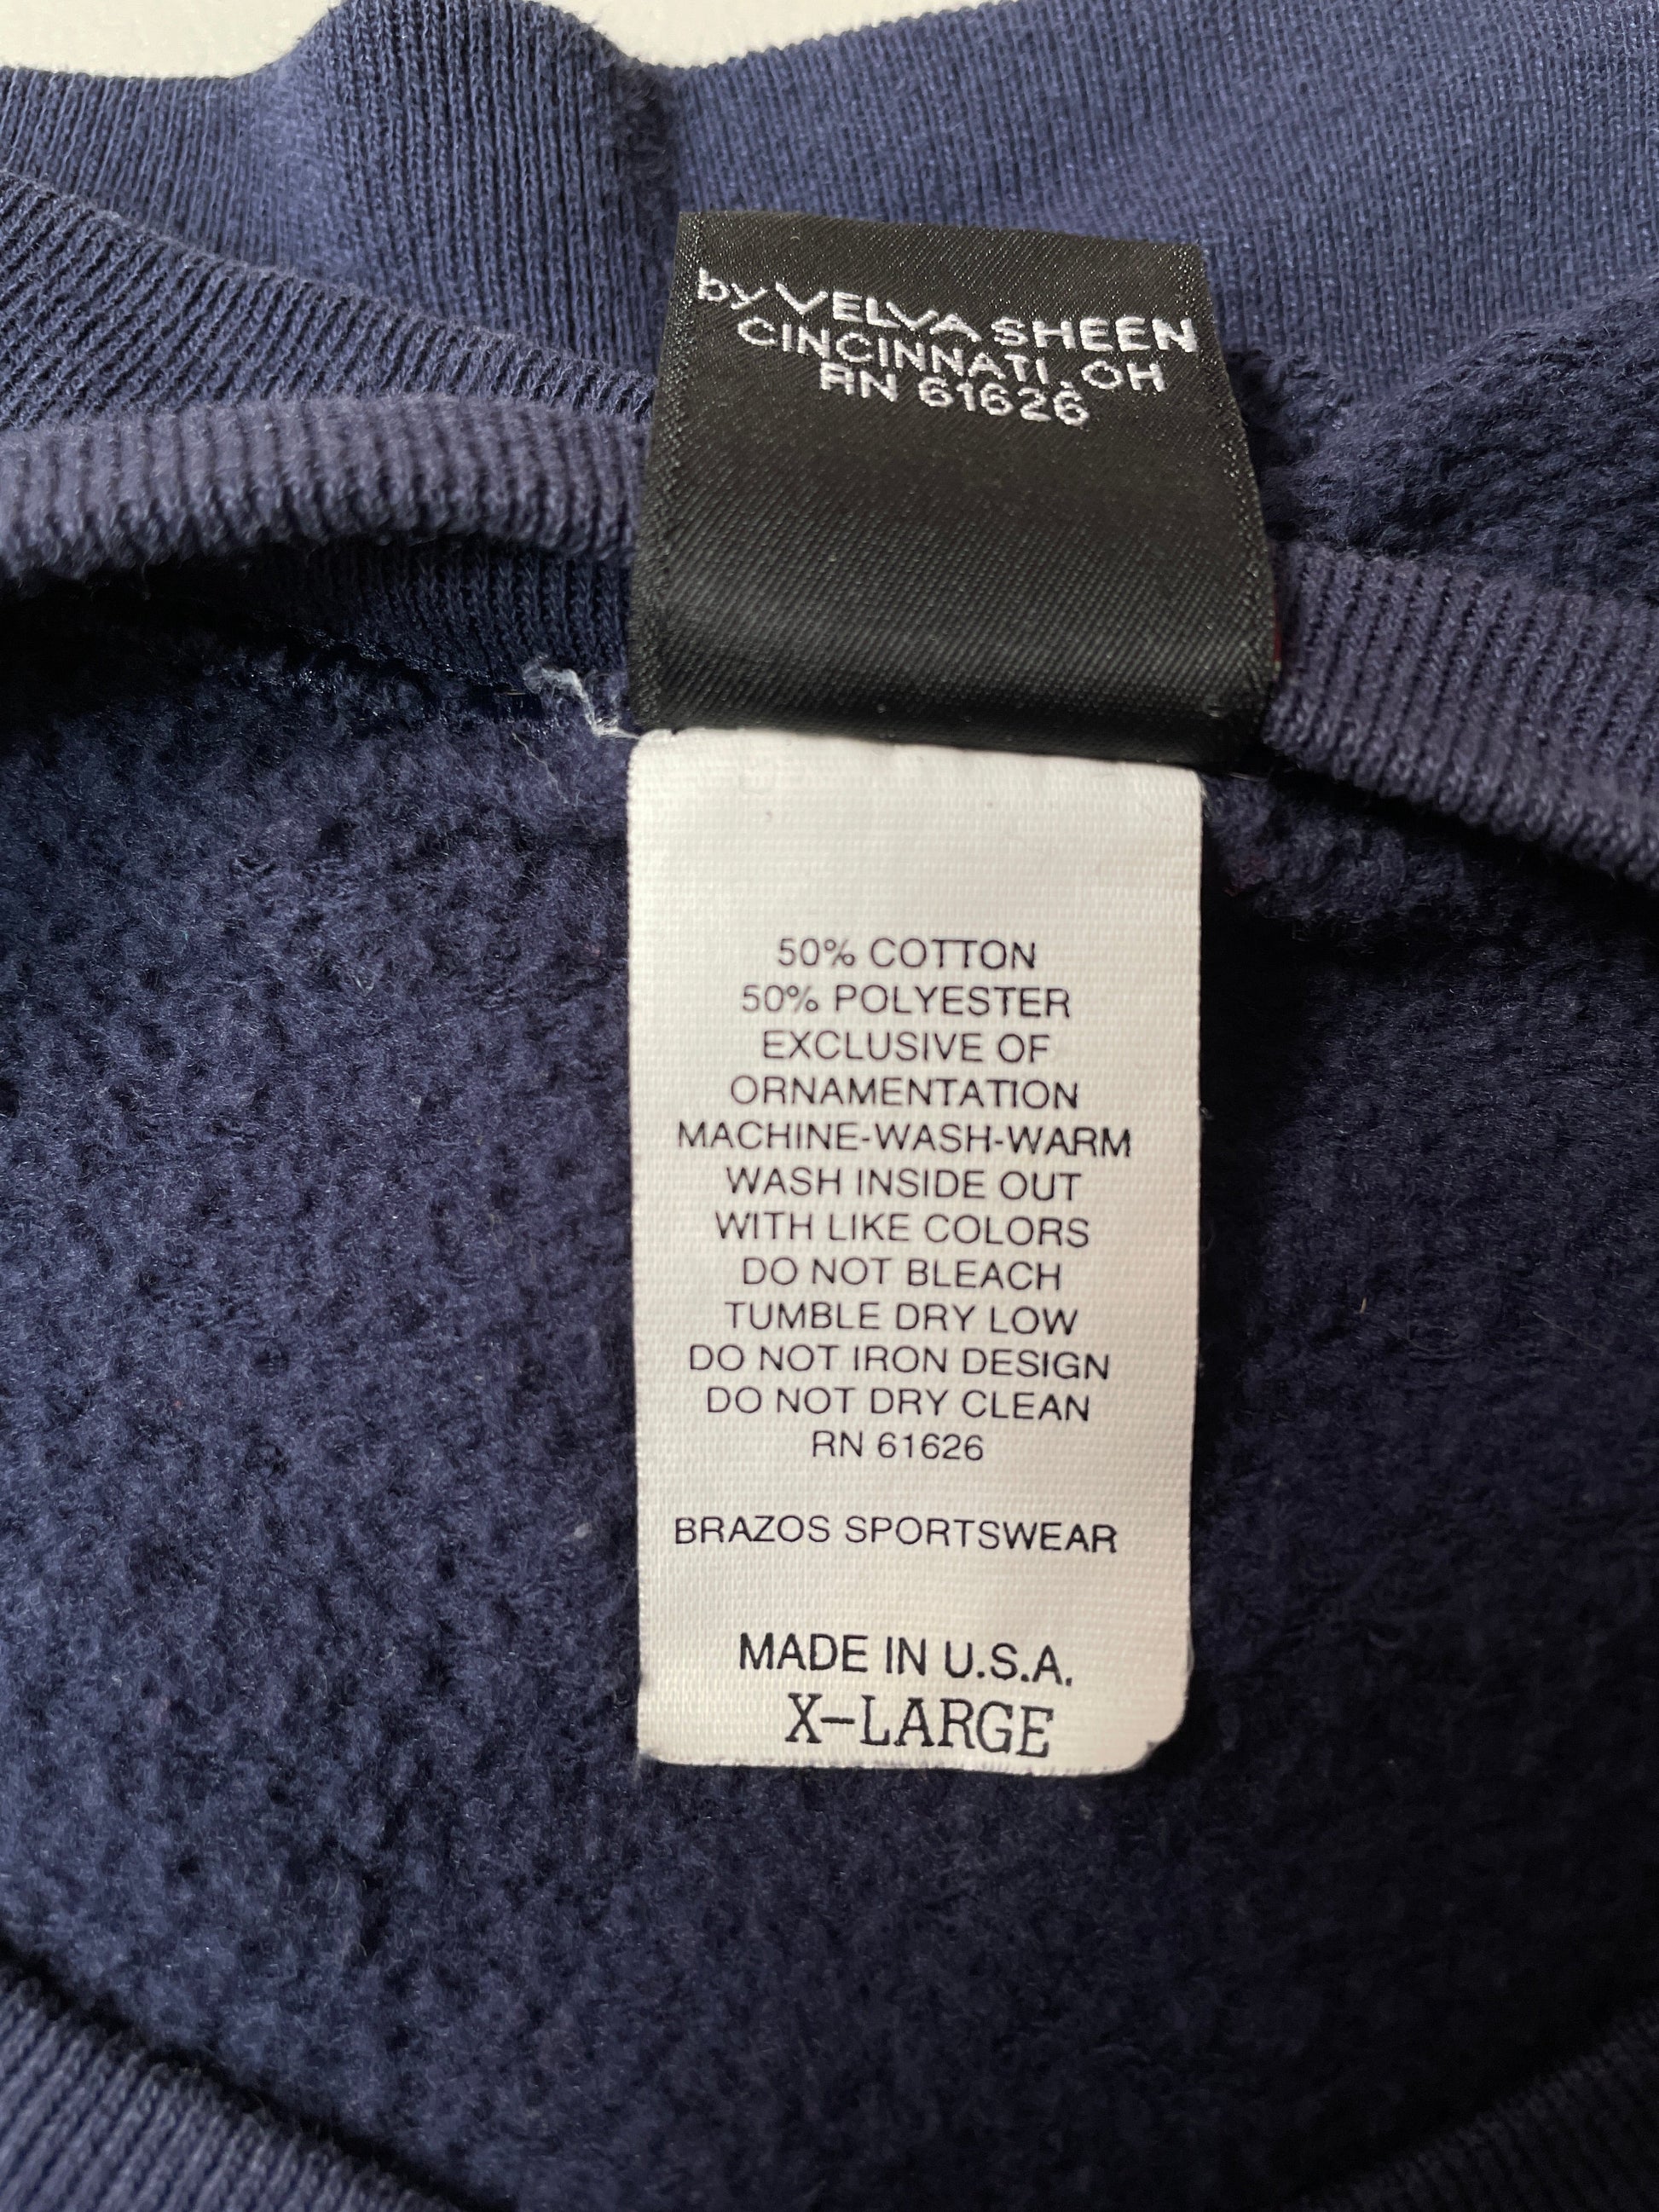 by VELVA SHEEN
CINCINNATI, OH
RN 61626
50% COTTON
50% POLYESTER
EXCLUSIVE OF
ORNAMENTATION
MACHINE-WASH-WARM
WASH INSIDE OUT
WITH LIKE COLORS
DO NOT BLEACH
TUMBLE DRY LOW
DO NOT IRON DESIGN
DO NOT DRY CLEAN
RN 61626
BRAZOS SPORTSWEAR
MADE IN U.S.A.
X-LARGE